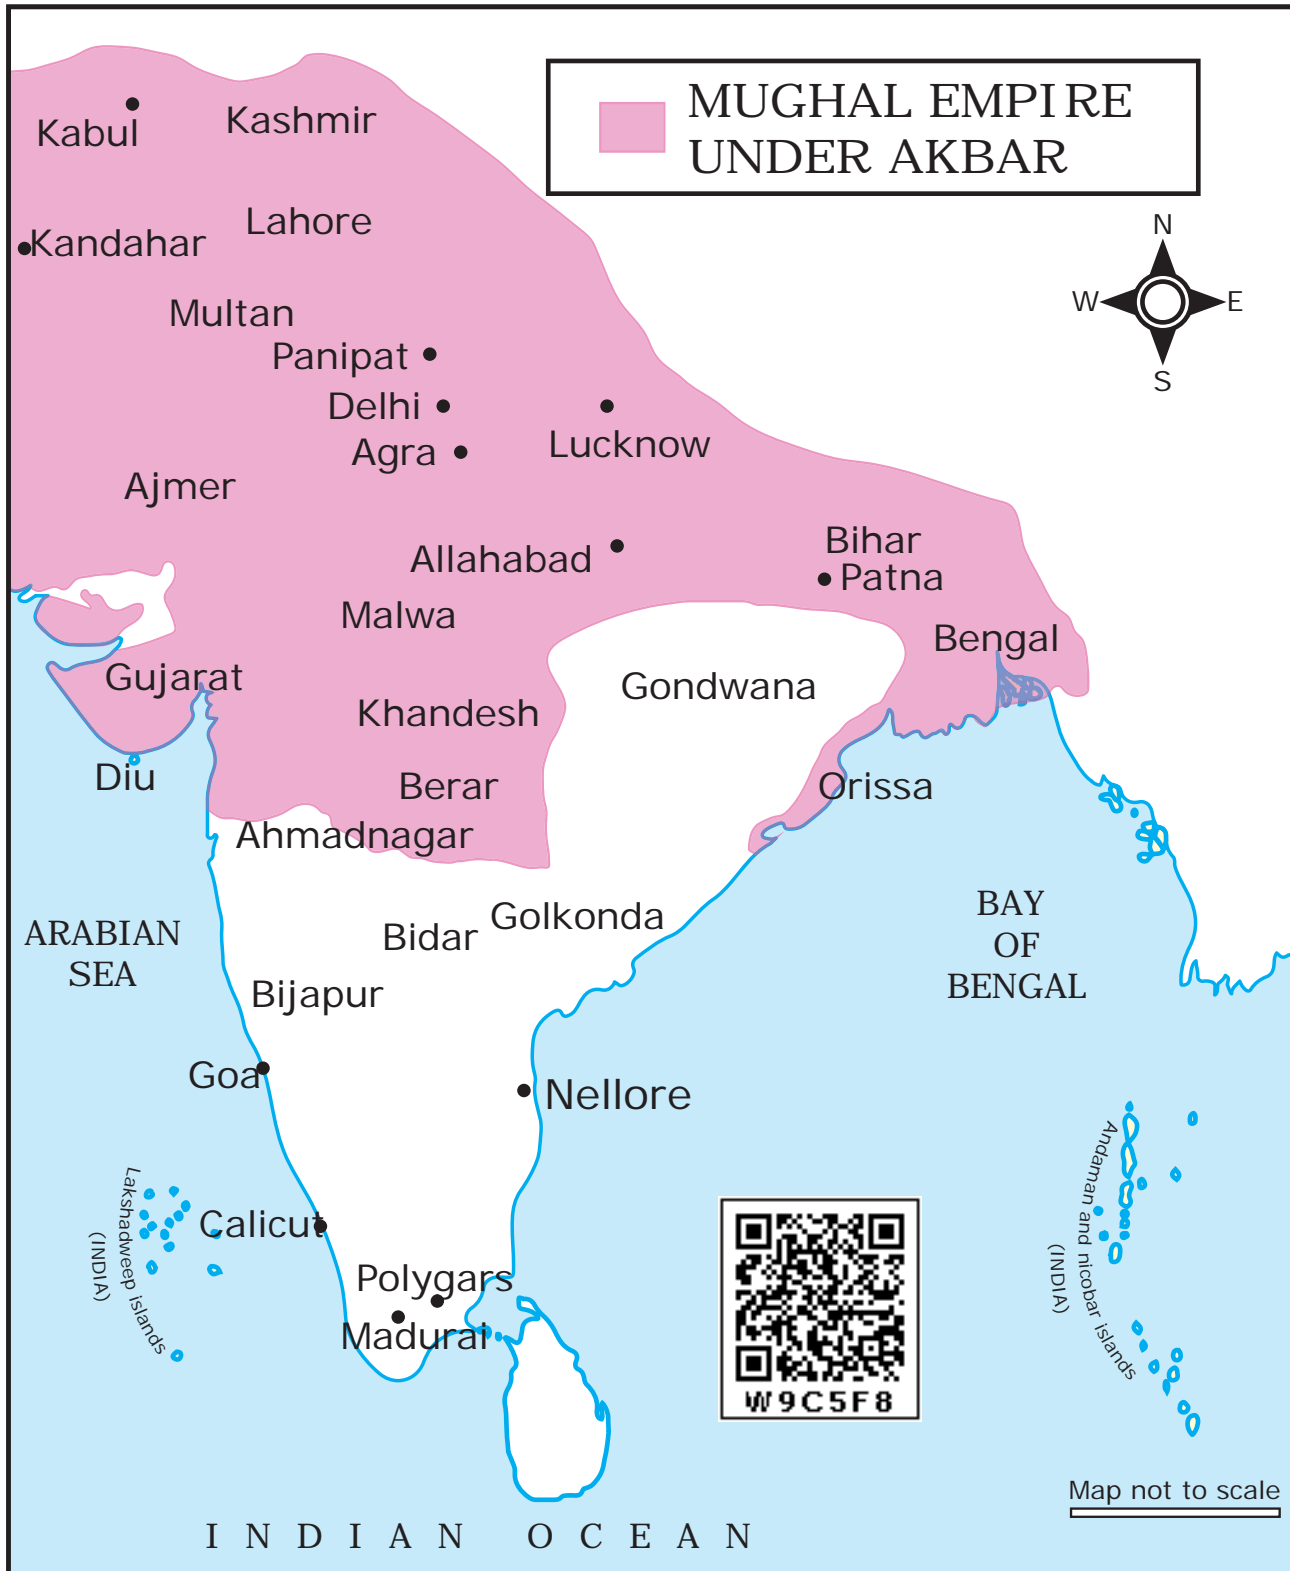 MUGHAL EMPIRE
UNDER AKBAR
Kabul
Kashmir
Lahore
Kandahar
Multan
Panipat
Delhi
Agra
Lucknow
Ajmer
Allahabad
Bihar
Patna
Malwa
Bengal
Gujarat
Gondwana
Khandesh
Diu
Berar
Orissa
Ahmadnagar
Golkonda
Bidar
ARABIAN
SEA
BAY
OF
BENGAL
Bijapur
Goa
Nellore
Calicut
Polygars
Madurai
Lakshadweep islands
(INDIA)
Andaman and nicobar islands
(INDIA)
N
W
E
S
W9C5F8
Map not to scale
INDIAN OCEAN